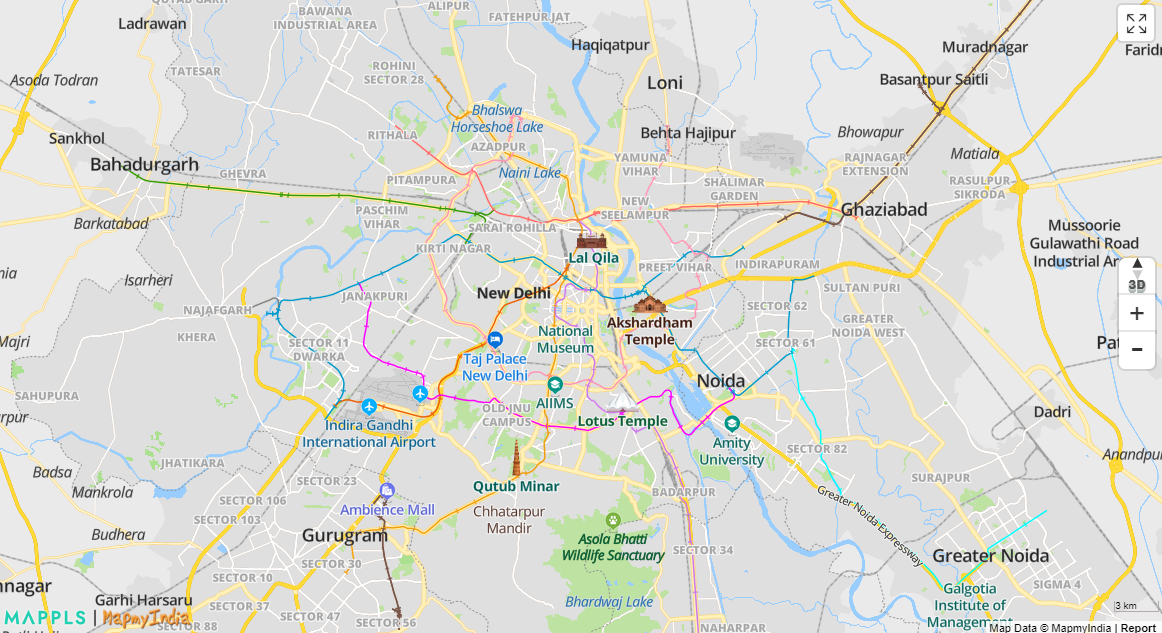 QUTAB GARH
BAWANA
INDUSTRIAL AREA
ALIPUR
FATEHPUR JAT
Ladrawan
Haqiqatpur
Muradnagar
Farid
TATESAR
ROHINI
SECTOR 28
Asoda Todran
Loni
Basantpur Saitli
Bhalswa
Horseshoe Lake
Sankhol
RITHALA
AZADPUR
Behta Hajipur
Bhowapur
Bahadurgarh
GHEVRA
PITAMPURA
Naini Lake
YAMUNA
VIHAR
RAJNAGAR
EXTENSION
Matiala
SHALIMAR
GARDEN
RASULPUR
SIKRODA
Barkatabad
PASCHIM
VIHAR
SARAI ROHILLA
NEW
SEELAMPUR
Ghaziabad
Mussoorie
Gulawathi Road
Industrial Ar
KIRTI NAGAR
Lal Qila
PREET VIHAR
INDIRAPURAM
nia
Isarheri
3D
JANAKPURI
New Delhi
SULTAN PURI
NAJAFGARH
SECTOR 62
Akshardham
Temple
GREATER
NOIDA WEST
Majri
KHERA
SECTOR 11
DWARKA
National
Museum
SECTOR 61
Pat
Taj Palace
New Delhi
Noida
SAHUPURA
AIIMS
OLD JNU
CAMPUS
Lotus Temple
Dadri
rpur
Indira Gandhi
International Airport
Amity
University
SECTOR 82
Anandpur
JHATIKARA
Badsa
Mankrola
SECTOR 23
Qutub Minar
SURAJPUR
SECTOR 106
Ambience Mall
BADARPUR
Greater Noida Expressway
SECTOR 103
Chhatarpur
Mandir
Budhera
Gurugram
Asola Bhatti
Wildlife Sanctuary
SECTOR 34
Greater Noida
SECTOR 30
SECTOR 10
nnagar
SIGMA 4
Garhi Harsaru
SECTOR 37
SECTOR 47
SECTOR 56
Bhardwaj Lake
Galgotia
Institute of
Management
3 km
MAPPLS | MapmyIndia
SECTOR 88
NAHARPAR
Map Data © MapmyIndia | Report